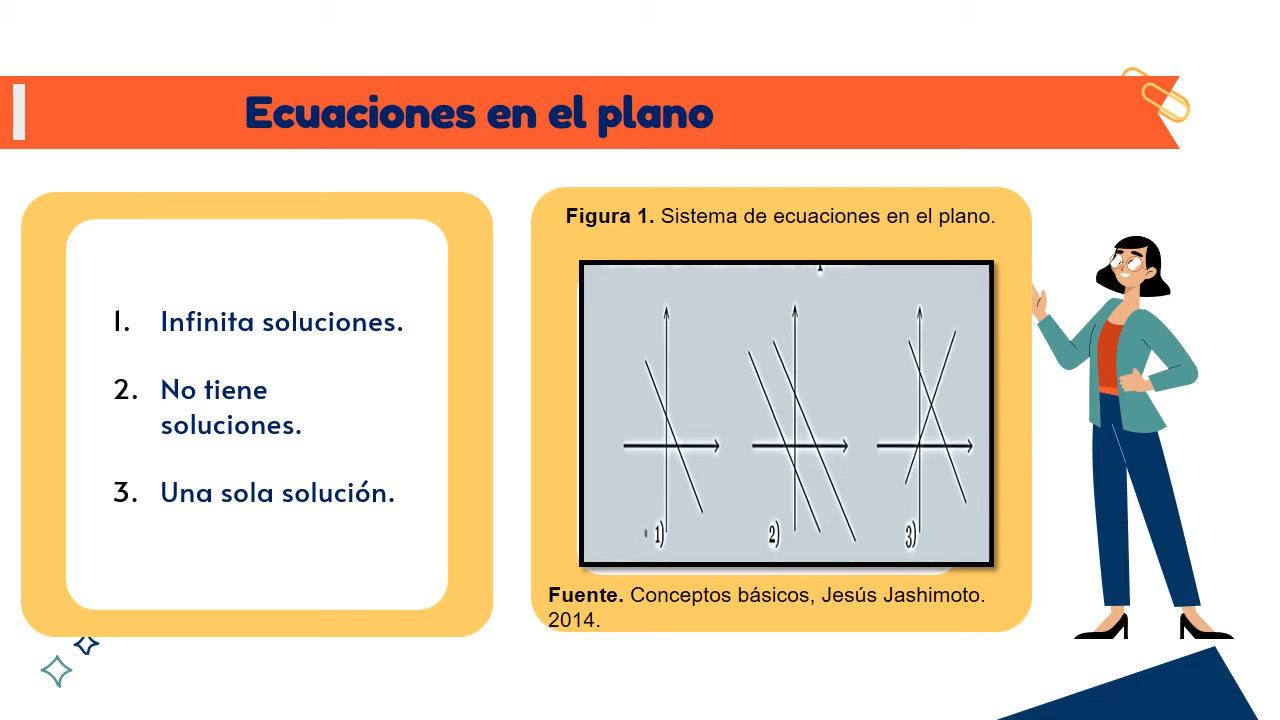 Ecuaciones en el plano
1. Infinita soluciones.
2. No tiene
soluciones.
3. Una sola solución.
Figura 1. Sistema de ecuaciones en el plano.
1) 2) 3)
Fuente. Conceptos básicos, Jesús Jashimoto.
2014.